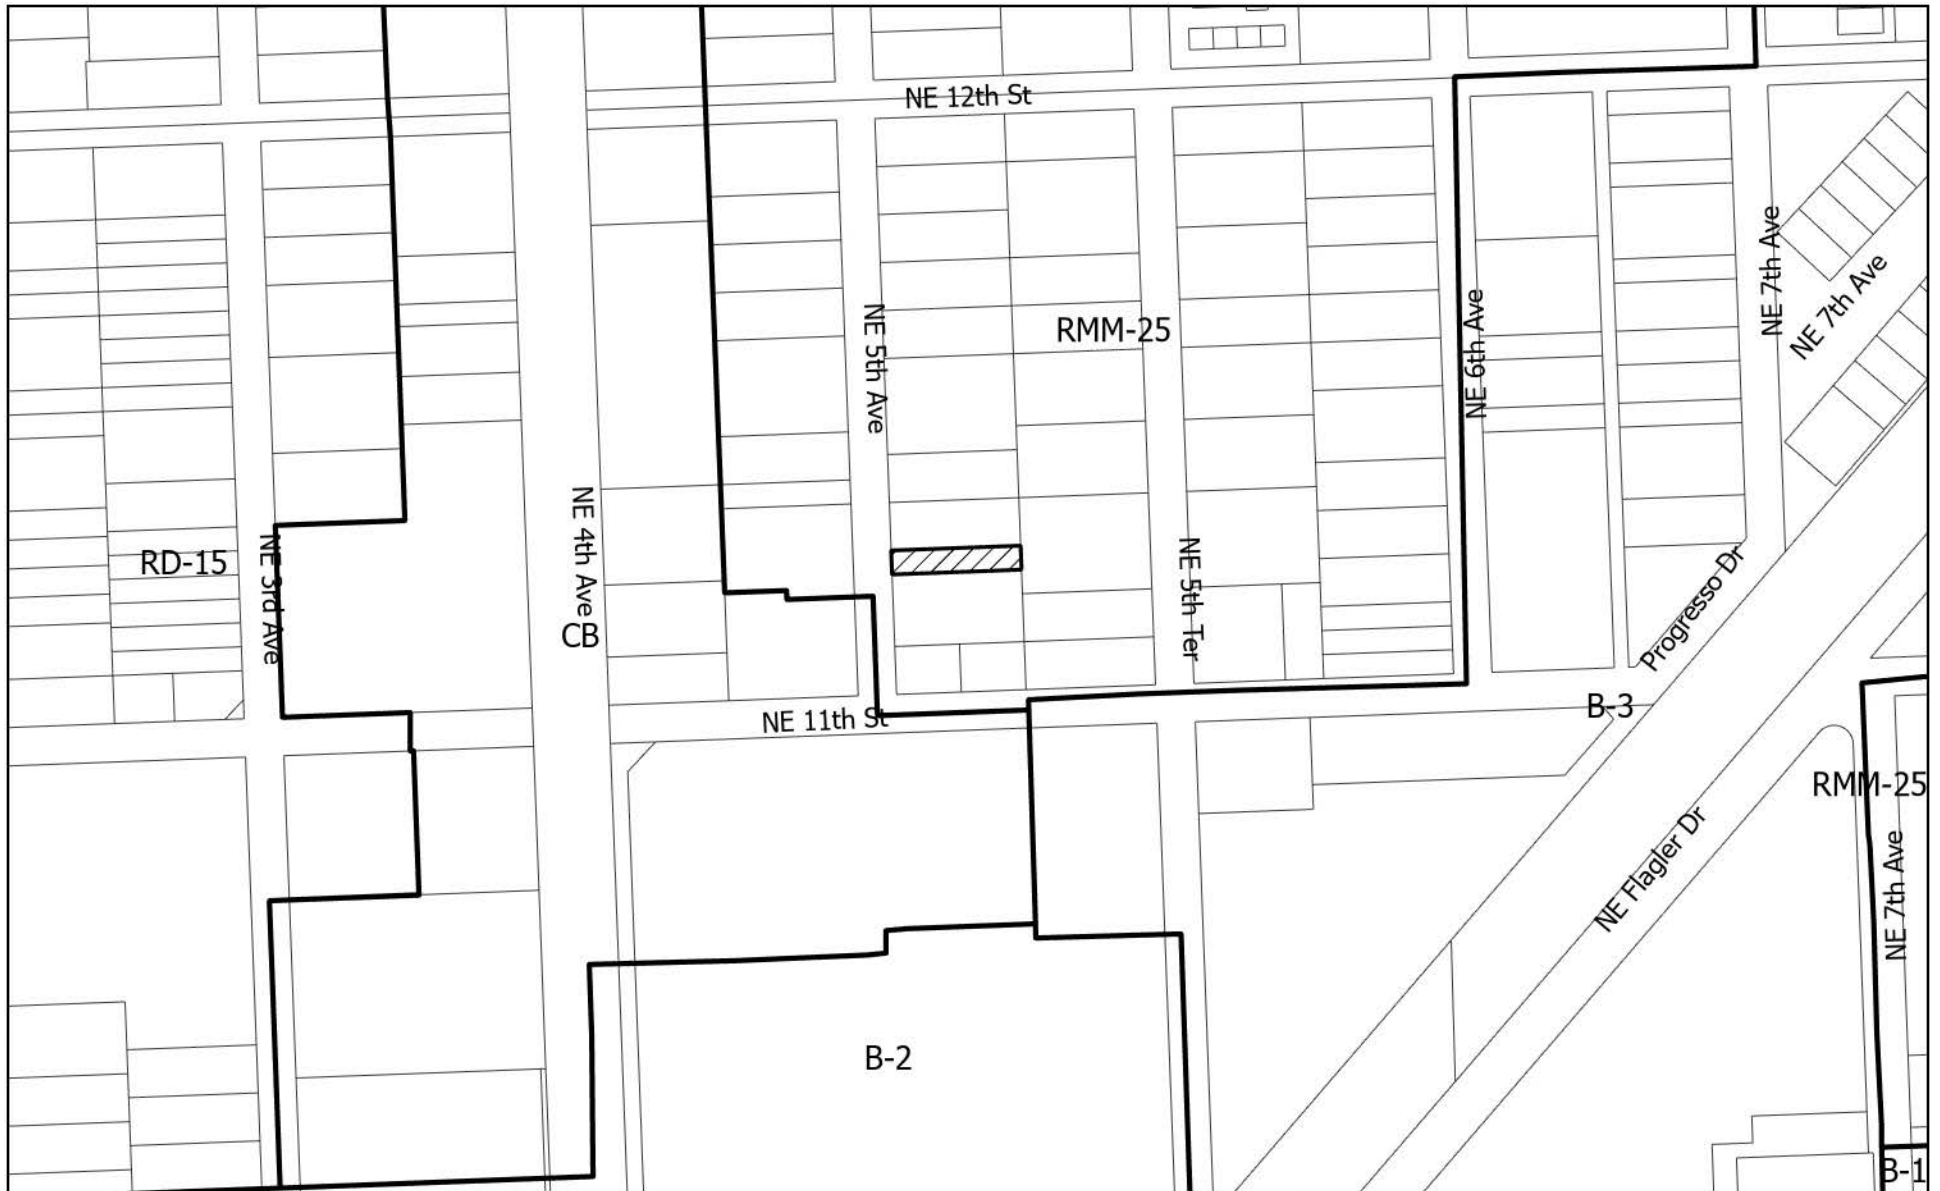 NE 12th St
NE 7th Ave
NE 7th Ave
NE 5th Ave
RMM-25
NE 6th Ave
NE 4th Ave
RD-15
NE 3rd Ave
NE 5th Ter
Progresso Dr
CB
B-3
NE 11th St
RMM-25
NE Flagler Dr
NE 7th Ave
B-2
B-1